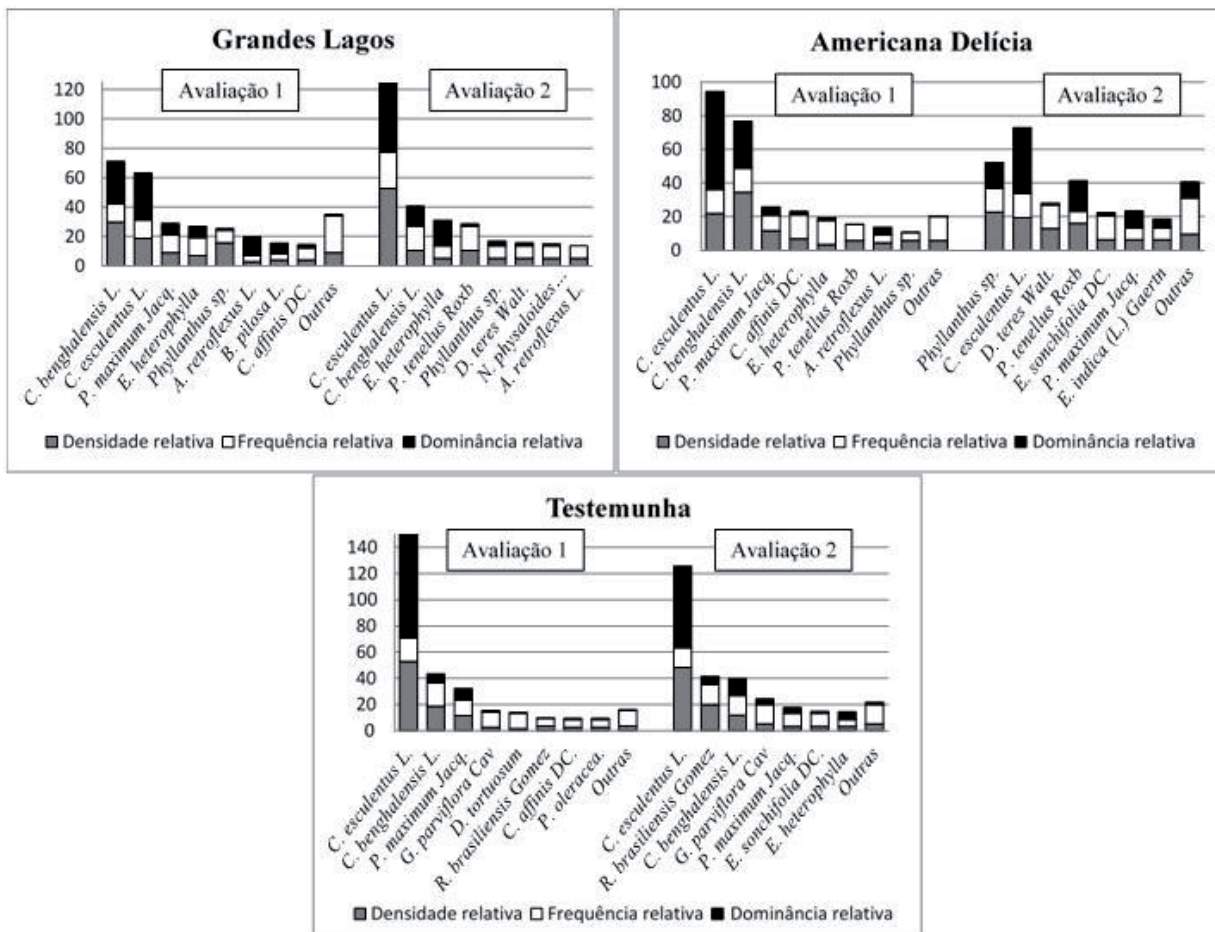 Grandes Lagos
Avaliação 1
Avaliação 2
120
100
80
60
40
20
0
C. benghalensis L.
C. esculentus L.
P. maximum Jacq.
E. heterophylla
Phyllanthus sp.
A. retroflexus L.
B. pilosa L.
C. affinis DC.
Outras
C. esculentus L.
C. benghalensis L.
E. heterophylla
P. tenellus Roxb
Phyllanthus sp.
D. teres Walt.
N. physaloides...
A. retroflexus L.
Densidade relativa Frequência relativa Dominância relativa
Americana Delícia
Avaliação 1
Avaliação 2
100
80
60
40
20
0
C. esculentus L.
C. benghalensis L.
P. maximum Jacq.
C. affinis DC.
E. heterophylla
P. tenellus Roxb
A. retroflexus L.
Phyllanthus sp.
Outras
Phyllanthus sp.
C. esculentus L.
D. teres Walt.
P. tenellus Roxb
E. sonchifolia DC.
P. maximum Jacq.
E. indica (L.) Gaertn
Outras
Densidade relativa Frequência relativa Dominância relativa
Testemunha
Avaliação 1
Avaliação 2
140
120
100
80
60
40
20
0
C. esculentus L.
C. benghalensis L.
P. maximum Jacq.
G. parviflora Cav
D. tortuosum
R. brasiliensis Gomez
C. affinis DC.
P. oleracea.
Outras
C. esculentus L.
R. brasiliensis Gomez
C. benghalensis L.
G. parviflora Cav
P. maximum Jacq.
E. sonchifolia DC.
E. heterophylla
Outras
Densidade relativa Frequência relativa Dominância relativa